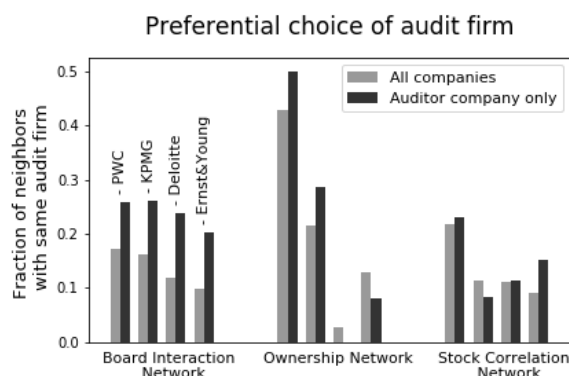 Preferential choice of audit firm
Fraction of neighbors
with same audit firm
0.5
0.4
0.3
0.2
0.1
0.0
All companies
Auditor company only
- PWC
- KPMG
- Deloitte
- Ernst&Young
Board Interaction
Network
Ownership Network
Stock Correlation
Network